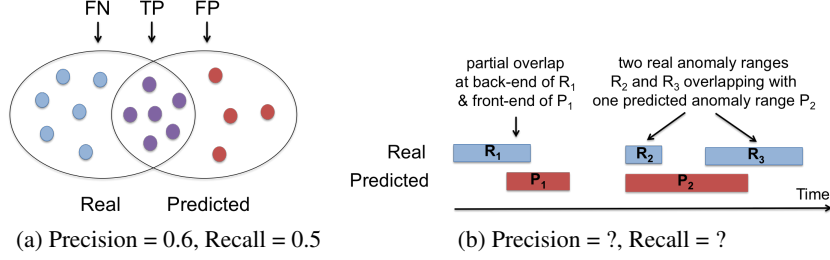 FN TP FP
Real Predicted
(a) Precision = 0.6, Recall = 0.5
partial overlap
at back-end of R1
& front-end of P1
two real anomaly ranges
R2 and R3 overlapping with
one predicted anomaly range P2
Real R1 R2 R3
Predicted P1 P2
Time
(b) Precision = ?, Recall = ?